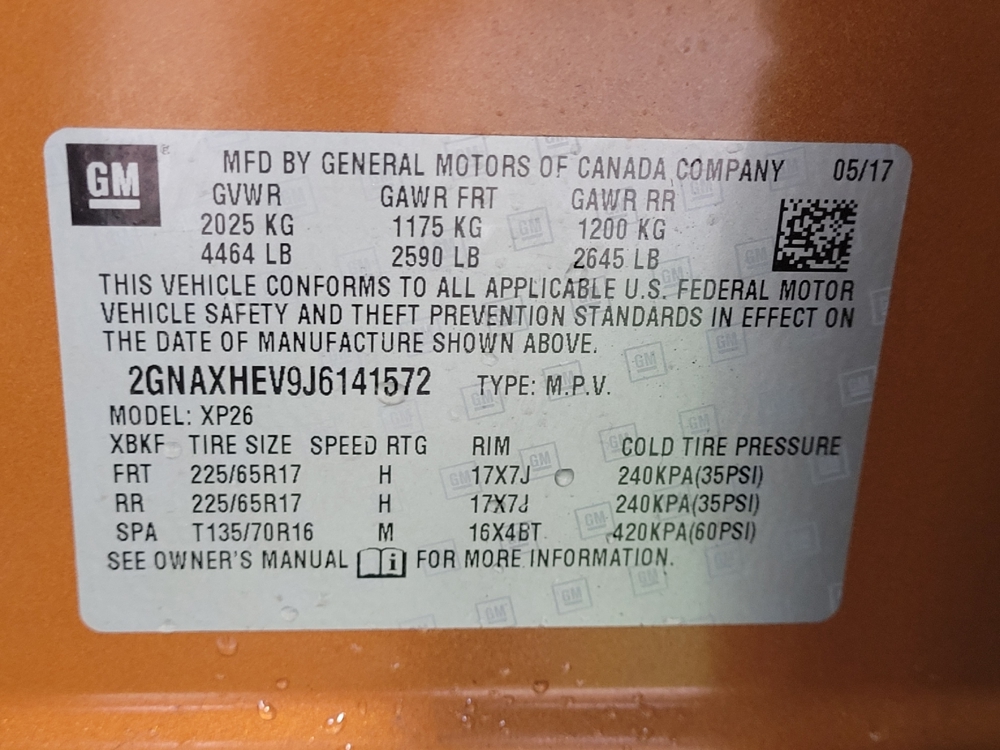 GM MFD BY GENERAL MOTORS OF CANADA COMPANY 05/17
GVWR GAWR FRT GAWR RR
2025 KG 1175 KG 1200 KG
4464 LB 2590 LB 2645 LB
THIS VEHICLE CONFORMS TO ALL APPLICABLE U.S. FEDERAL MOTOR
VEHICLE SAFETY AND THEFT PREVENTION STANDARDS IN EFFECT ON
THE DATE OF MANUFACTURE SHOWN ABOVE.
2GNAXHEV9J6141572 TYPE: M.P.V.
MODEL: XP26
XBKF TIRE SIZE SPEED RTG RIM COLD TIRE PRESSURE
FRT 225/65R17 H 17X7J 240KPA(35PSI)
RR 225/65R17 H 17X7J 240KPA(35PSI)
SPA T135/70R16 M 16X4BT 420KPA(60PSI)
SEE OWNER'S MANUAL i FOR MORE INFORMATION.